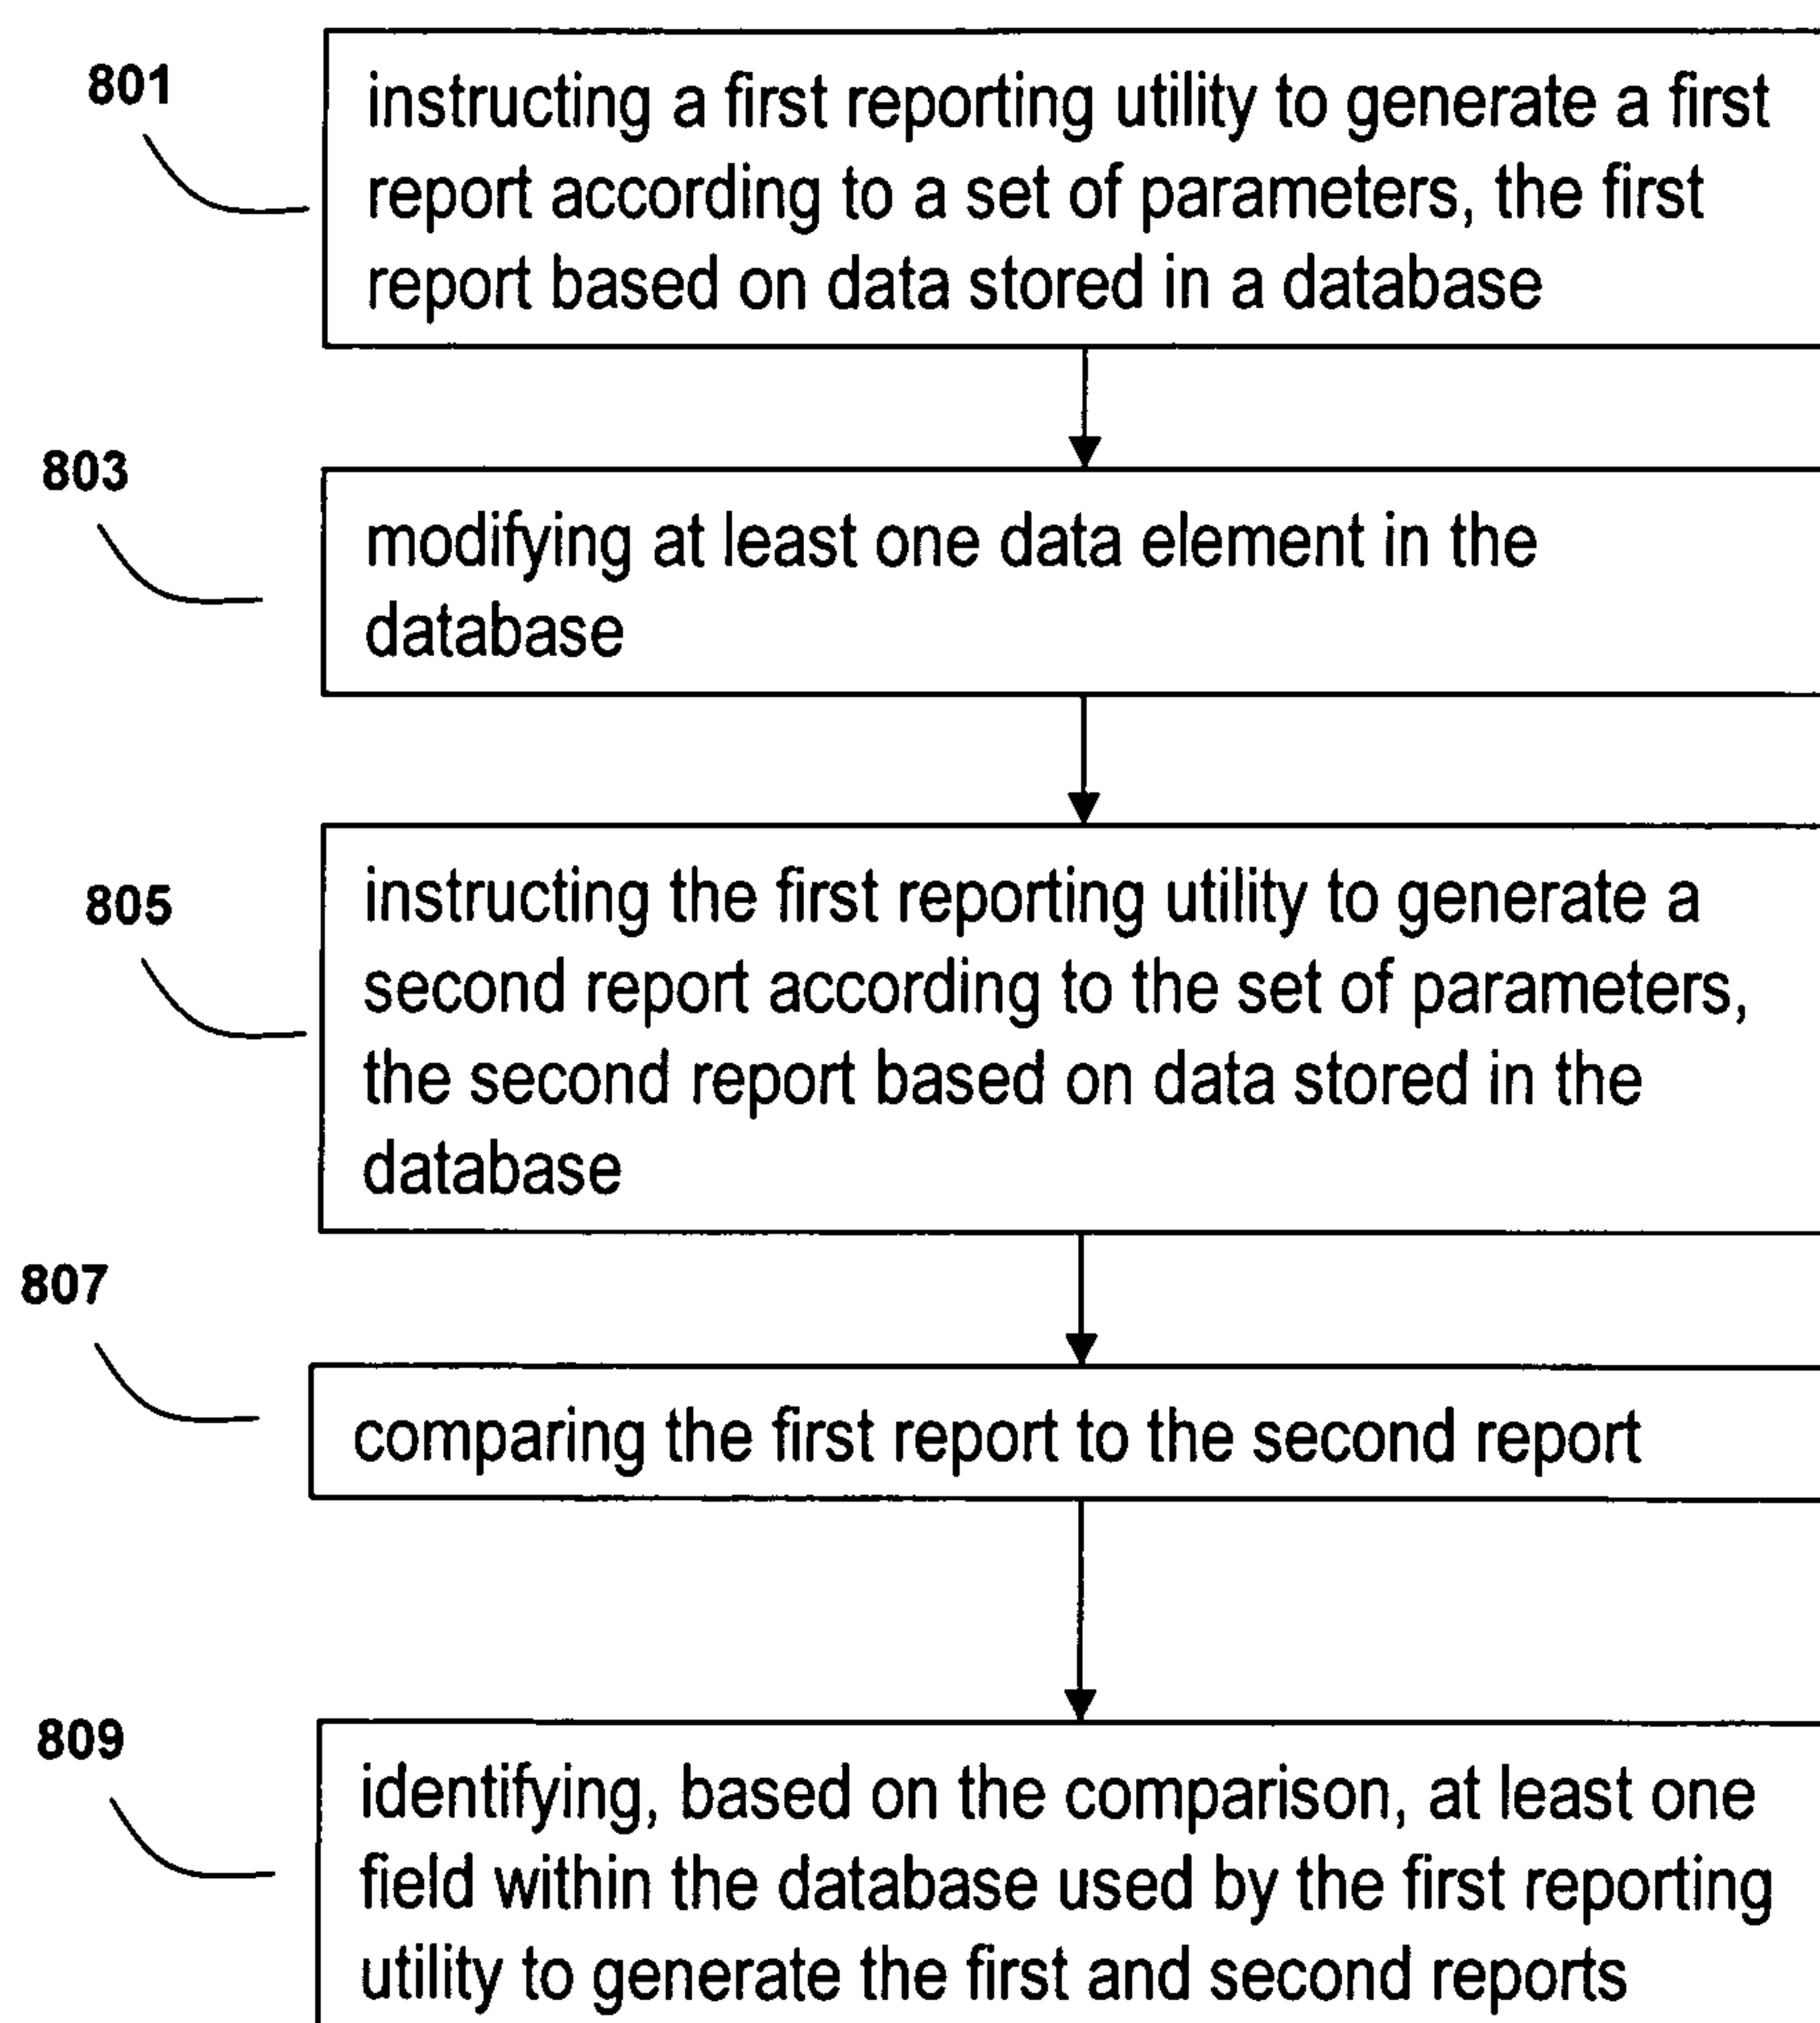 801
instructing a first reporting utility to generate a first
report according to a set of parameters, the first
report based on data stored in a database
803
modifying at least one data element in the
database
805
instructing the first reporting utility to generate a
second report according to the set of parameters,
the second report based on data stored in the
database
807
comparing the first report to the second report
809
identifying, based on the comparison, at least one
field within the database used by the first reporting
utility to generate the first and second reports